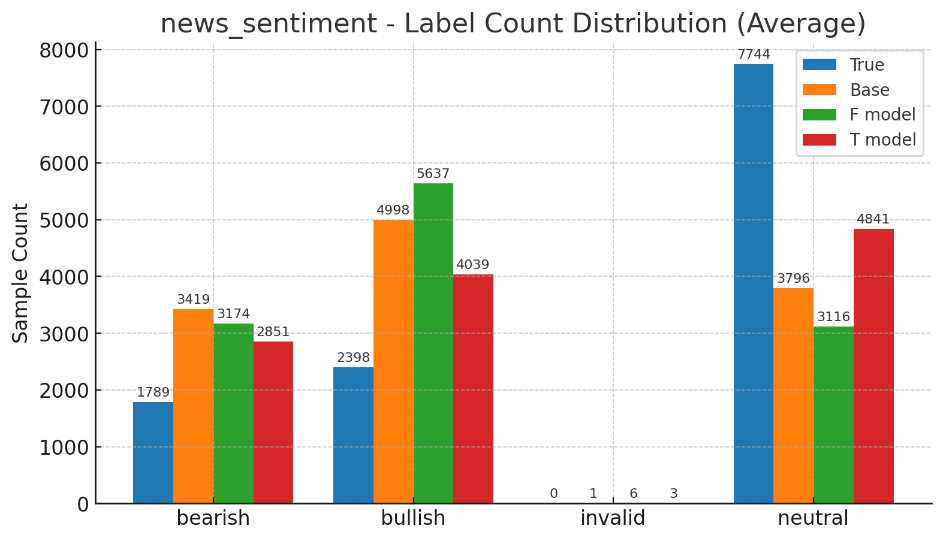 news_sentiment - Label Count Distribution (Average)
Sample Count
8000
7000
6000
5000
4000
3000
2000
1000
0
1789
3419
3174
2851
2398
4998
5637
4039
0
1
6
3
7744
3796
3116
4841
bearish
bullish
invalid
neutral
True
Base
F model
T model